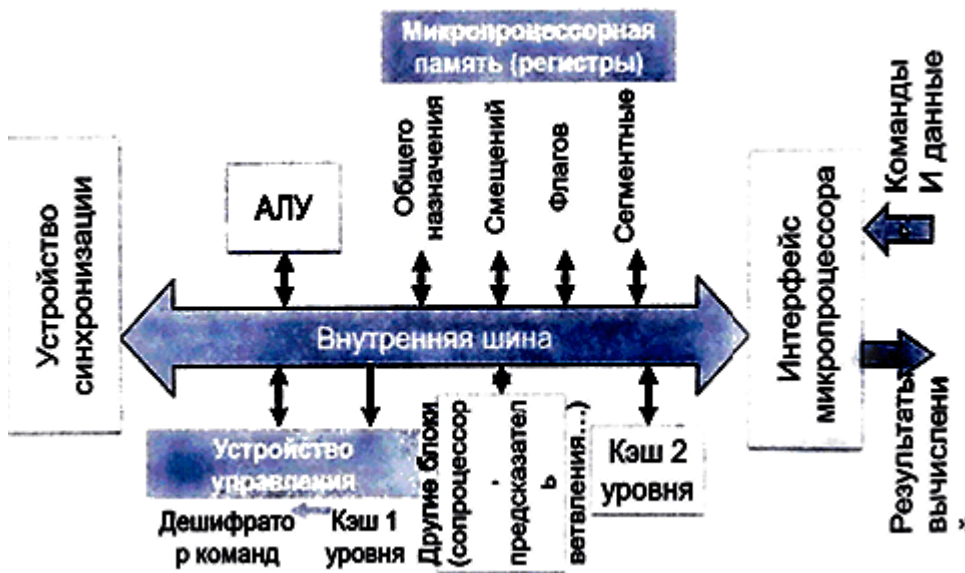 Микропроцессорная
память (регистры)
Общего
назначения
Смещений
Флагов
Сегментные
Команды
И данные
Устройство
синхронизации
АЛУ
Внутренняя шина
Интерфейс
микропроцессора
Результаты
вычислени
й
Устройство
управления
Дешифрато
р команд
Кэш 1
уровня
Другие блоки
(сопроцессор
,
предсказател
ь
ветвления...)
Кэш 2
уровня